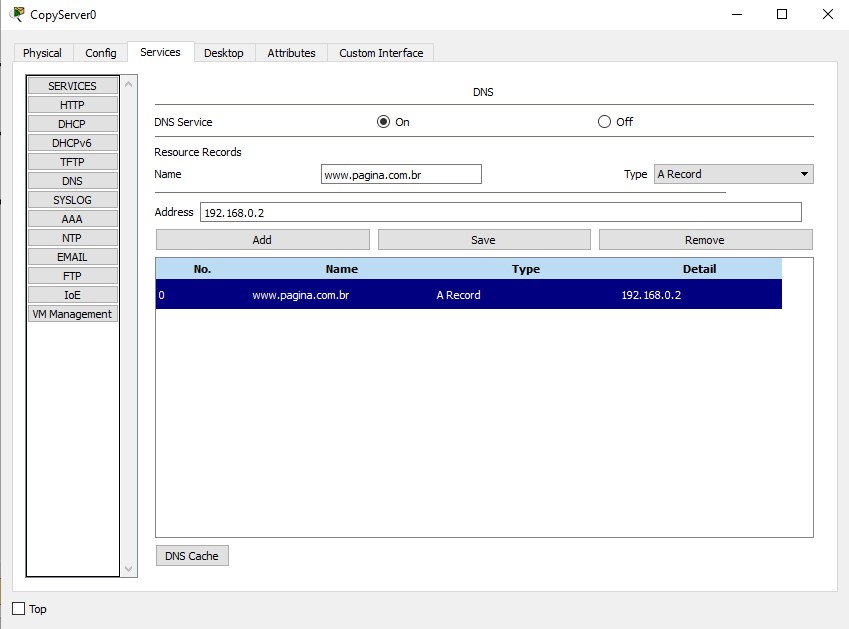 CopyServer0
Physical Config Services Desktop Attributes Custom Interface
SERVICES
HTTP
DHCP
DHCPv6
TFTP
DNS
SYSLOG
AAA
NTP
EMAIL
FTP
IoE
VM Management
DNS
DNS Service On Off
Resource Records
Name www.pagina.com.br Type A Record
Address 192.168.0.2
Add Save Remove
No. Name Type Detail
0 www.pagina.com.br A Record 192.168.0.2
DNS Cache
Top